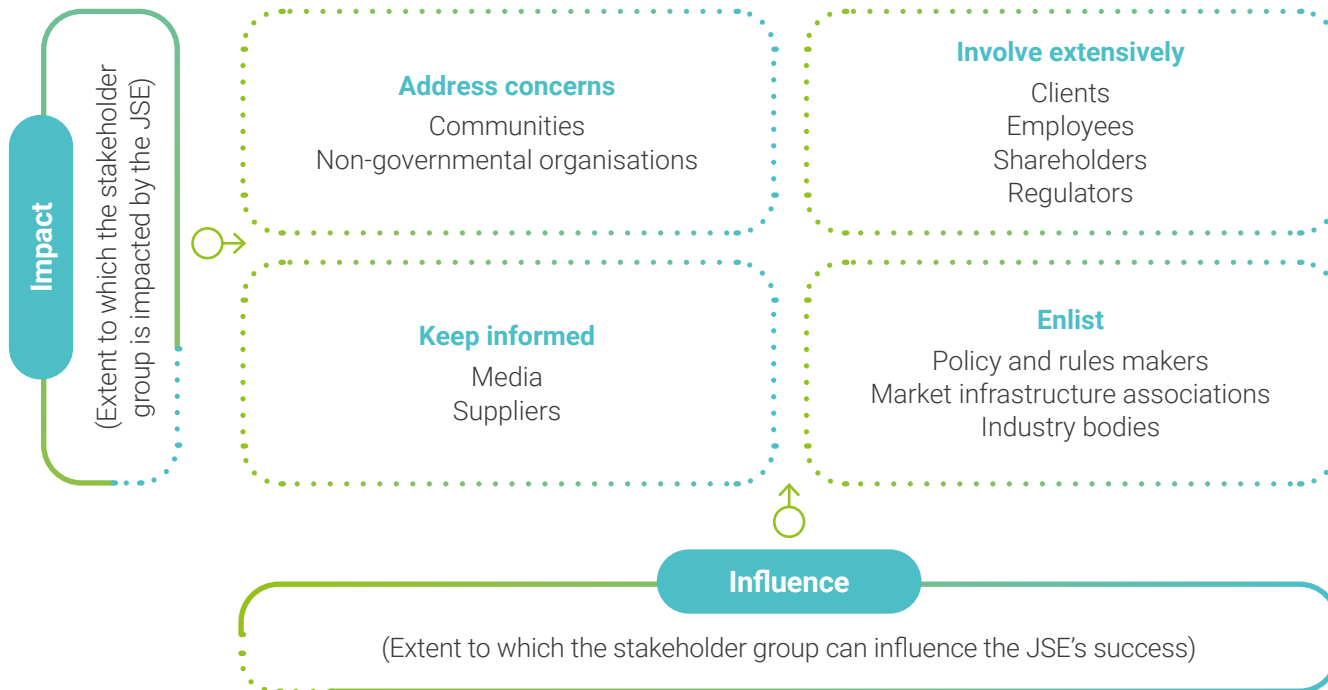 Impact
(Extent to which the stakeholder
group is impacted by the JSE)
Address concerns
Communities
Non-governmental organisations
Involve extensively
Clients
Employees
Shareholders
Regulators
Keep informed
Media
Suppliers
Enlist
Policy and rules makers
Market infrastructure associations
Industry bodies
Influence
(Extent to which the stakeholder group can influence the JSE’s success)